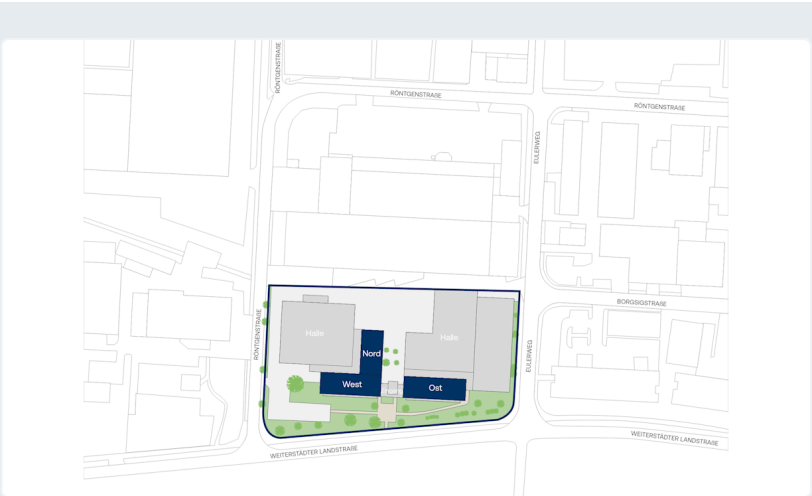 RÖNTGENSTRAßE
RÖNTGENSTRAßE
RÖNTGENSTRAßE
EULERWEG
BORGSIGSTRAßE
RÖNTGENSTRAßE
Halle
Halle
Nord
EULERWEG
West
Ost
WEITERSTÄDTER LANDSTRAßE
WEITERSTÄDTER LANDSTRAßE